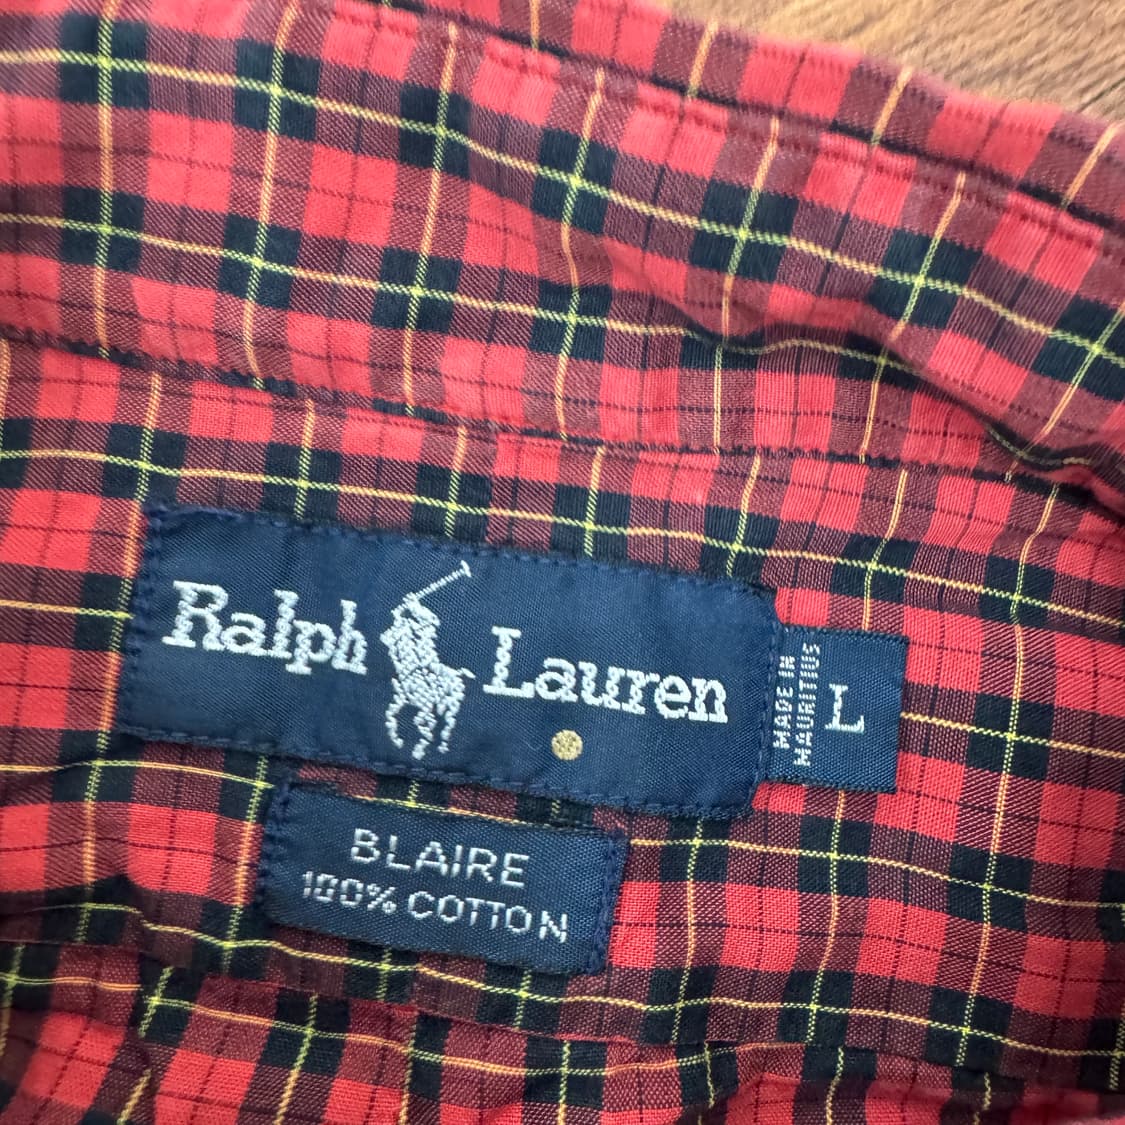 Ralph Lauren
MADE IN
MAURITIUS
L
BLAIRE
100% COTTON